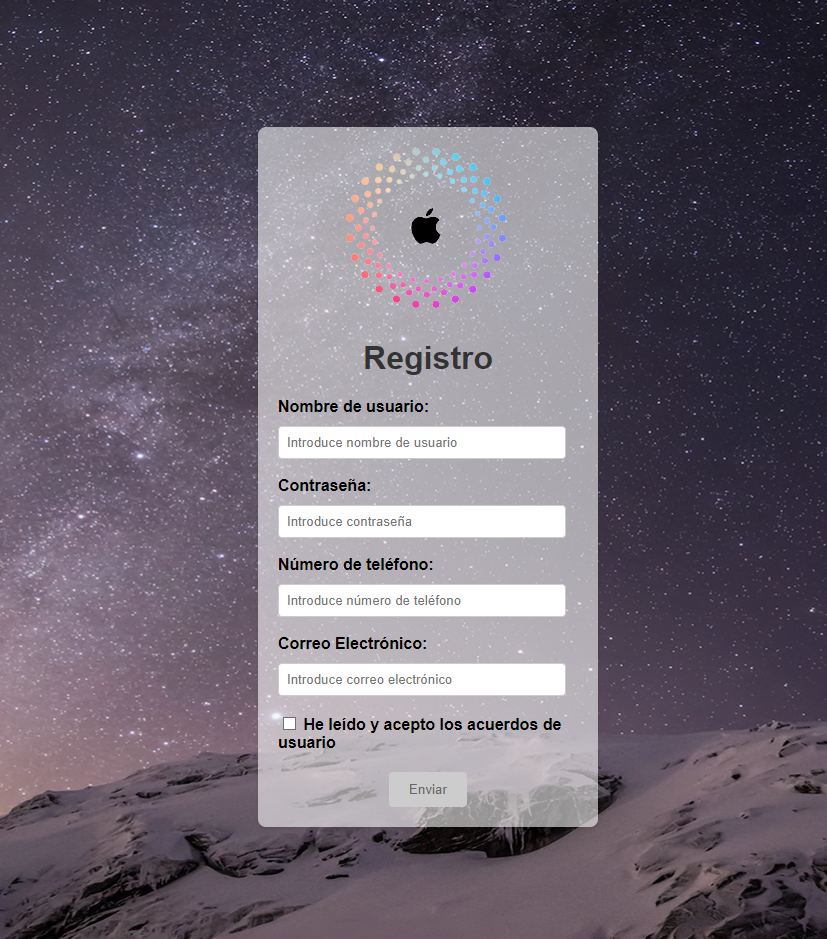 Registro
Nombre de usuario:
Introduce nombre de usuario
Contraseña:
Introduce contraseña
Número de teléfono:
Introduce número de teléfono
Correo Electrónico:
Introduce correo electrónico
He leído y acepto los acuerdos de
usuario
Enviar